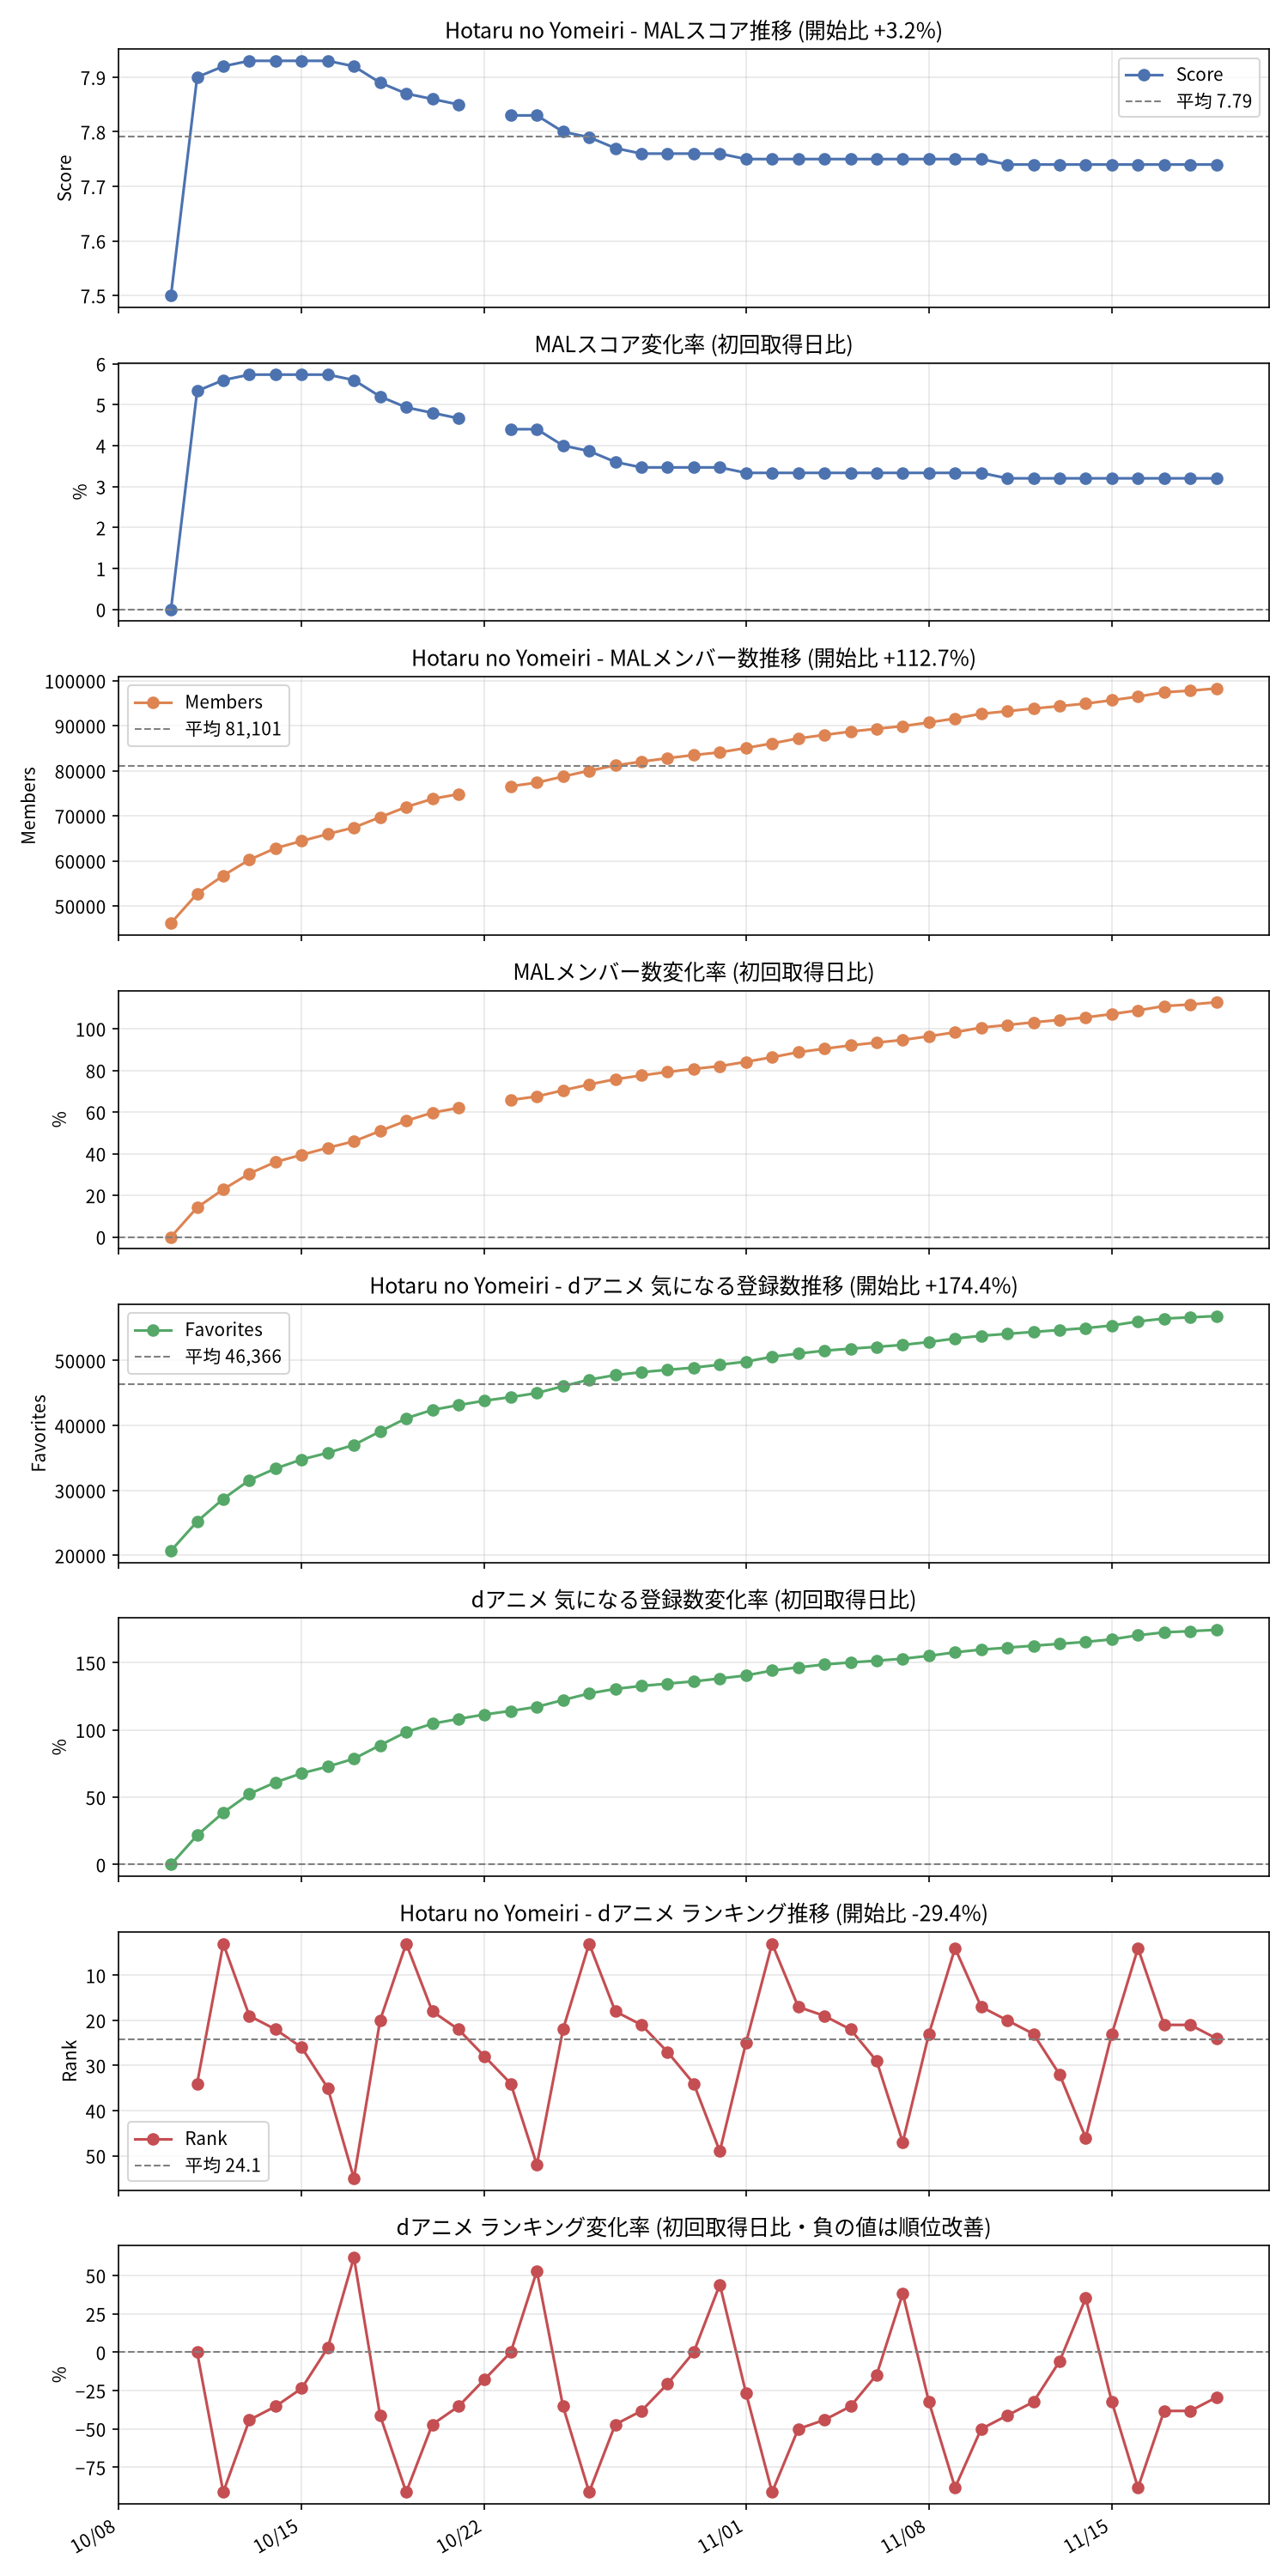 Hotaru no Yomeiri - MALスコア推移 (開始比 +3.2%)
Score
7.9
7.8
7.7
7.6
7.5
Score
平均 7.79
MALスコア変化率 (初回取得日比)
%
6
5
4
3
2
1
0
Hotaru no Yomeiri - MALメンバー数推移 (開始比 +112.7%)
Members
100000
90000
80000
70000
60000
50000
Members
平均 81,101
MALメンバー数変化率 (初回取得日比)
%
100
80
60
40
20
0
Hotaru no Yomeiri - dアニメ 気になる登録数推移 (開始比 +174.4%)
Favorites
50000
40000
30000
20000
Favorites
平均 46,366
dアニメ 気になる登録数変化率 (初回取得日比)
%
150
100
50
0
Hotaru no Yomeiri - dアニメ ランキング推移 (開始比 -29.4%)
Rank
10
20
30
40
50
Rank
平均 24.1
dアニメ ランキング変化率 (初回取得日比・負の値は順位改善)
%
50
25
0
−25
−50
−75
10/08
10/15
10/22
11/01
11/08
11/15